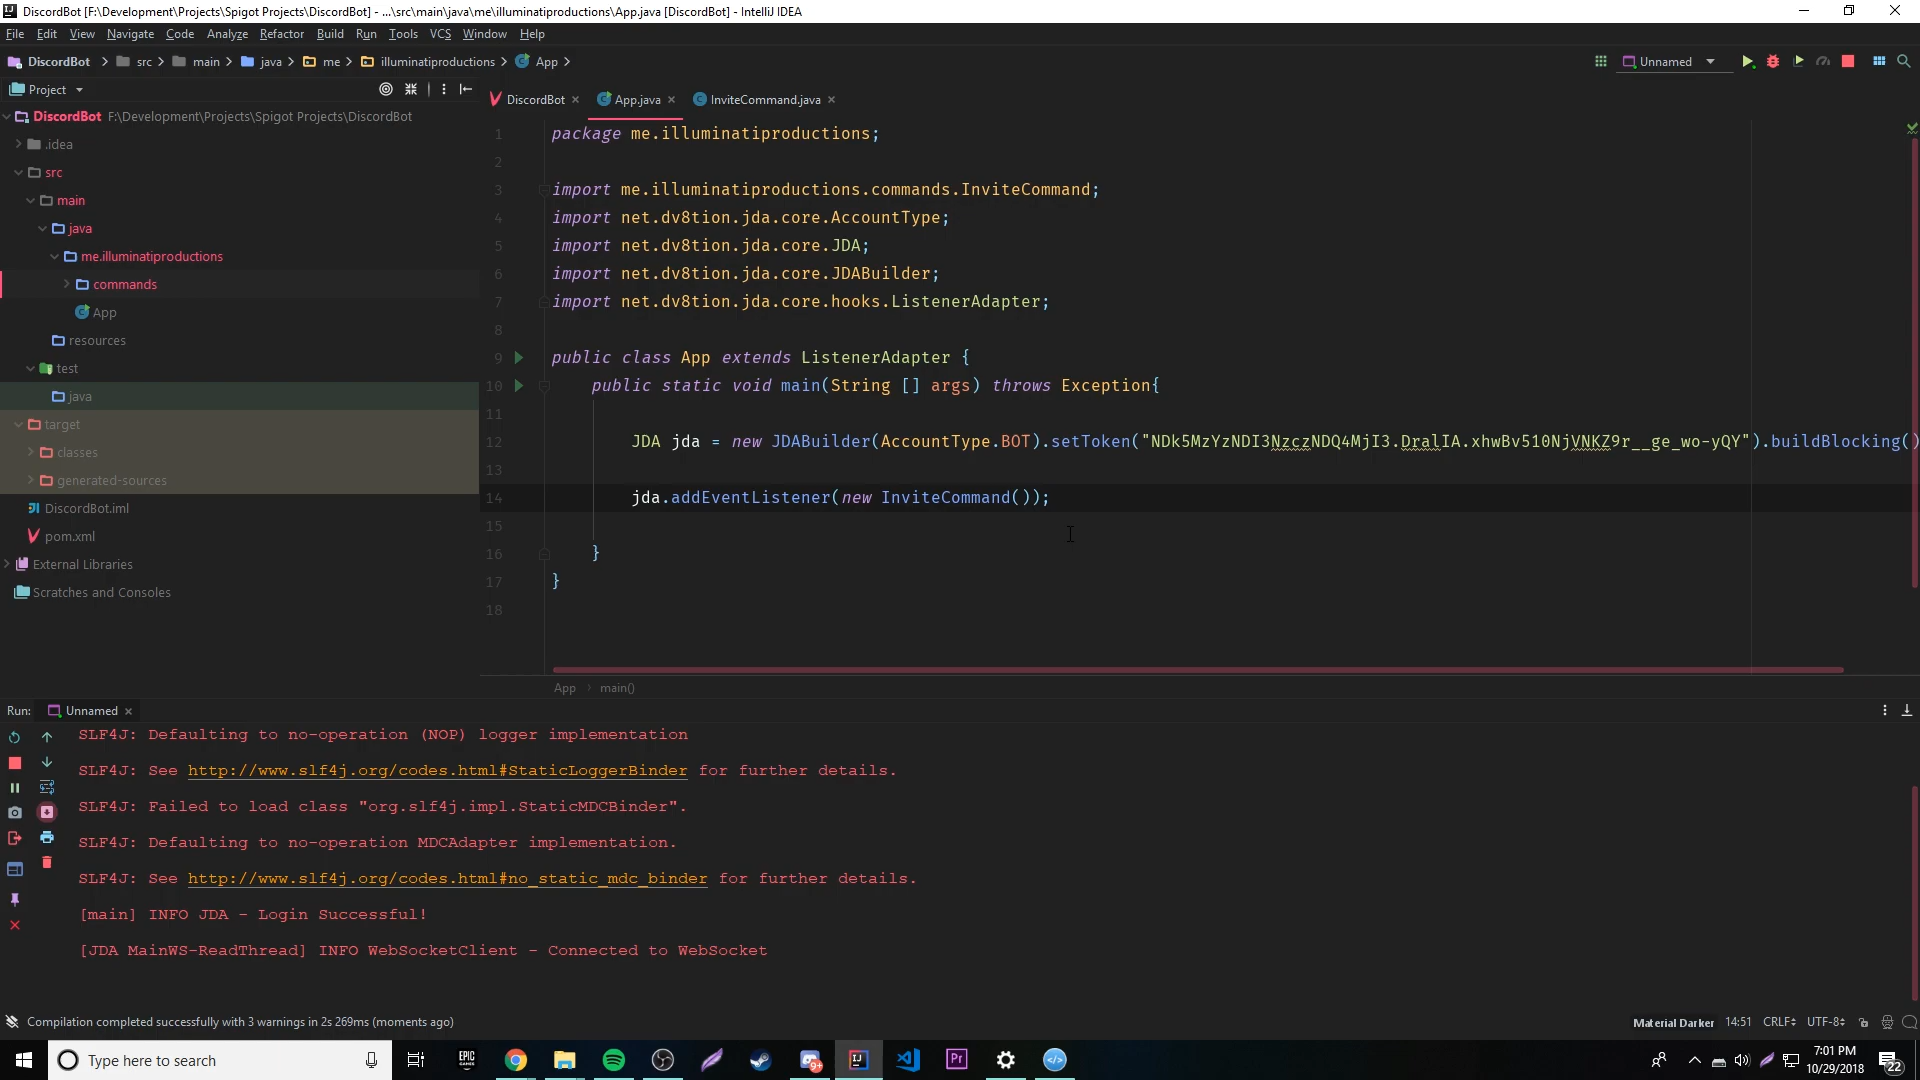 DiscordBot [F:\Development\Projects\Spigot Projects\DiscordBot] - ...\src\main\java\me\illuminatiproductions\App.java [DiscordBot] - IntelliJ IDEA
File Edit View Navigate Code Analyze Refactor Build Run Tools VCS Window Help
DiscordBot src main java me illuminatiproductions App
Unnamed
Project
DiscordBot App.java InviteCommand.java
DiscordBot F:\Development\Projects\Spigot Projects\DiscordBot
.idea
src
main
java
me.illuminatiproductions
commands
App
resources
test
java
target
classes
generated-sources
DiscordBot.iml
pom.xml
External Libraries
Scratches and Consoles
1 package me.illuminatiproductions;
2
3 import me.illuminatiproductions.commands.InviteCommand;
4 import net.dv8tion.jda.core.AccountType;
5 import net.dv8tion.jda.core.JDA;
6 import net.dv8tion.jda.core.JDABuilder;
7 import net.dv8tion.jda.core.hooks.ListenerAdapter;
8
9 public class App extends ListenerAdapter {
10 public static void main(String [] args) throws Exception{
11
12 JDA jda = new JDABuilder(AccountType.BOT).setToken("NDk5MzYzNDI3NzczNDQ4MjI3.DralIA.xhwBv510NjVNKZ9r__ge_wo-yQY").buildBlocking()
13
14 jda.addEventListener(new InviteCommand());
15
16 }
17 }
18
App main()
Run: Unnamed
SLF4J: Defaulting to no-operation (NOP) logger implementation
SLF4J: See http://www.slf4j.org/codes.html#StaticLoggerBinder for further details.
SLF4J: Failed to load class "org.slf4j.impl.StaticMDCBinder".
SLF4J: Defaulting to no-operation MDCAdapter implementation.
SLF4J: See http://www.slf4j.org/codes.html#no_static_mdc_binder for further details.
[main] INFO JDA - Login Successful!
[JDA MainWS-ReadThread] INFO WebSocketClient - Connected to WebSocket
Compilation completed successfully with 3 warnings in 2s 269ms (moments ago)
Material Darker 14:51 CRLF UTF-8
Type here to search
EPIC GAMES
9+
Pr
7:01 PM
10/29/2018
22